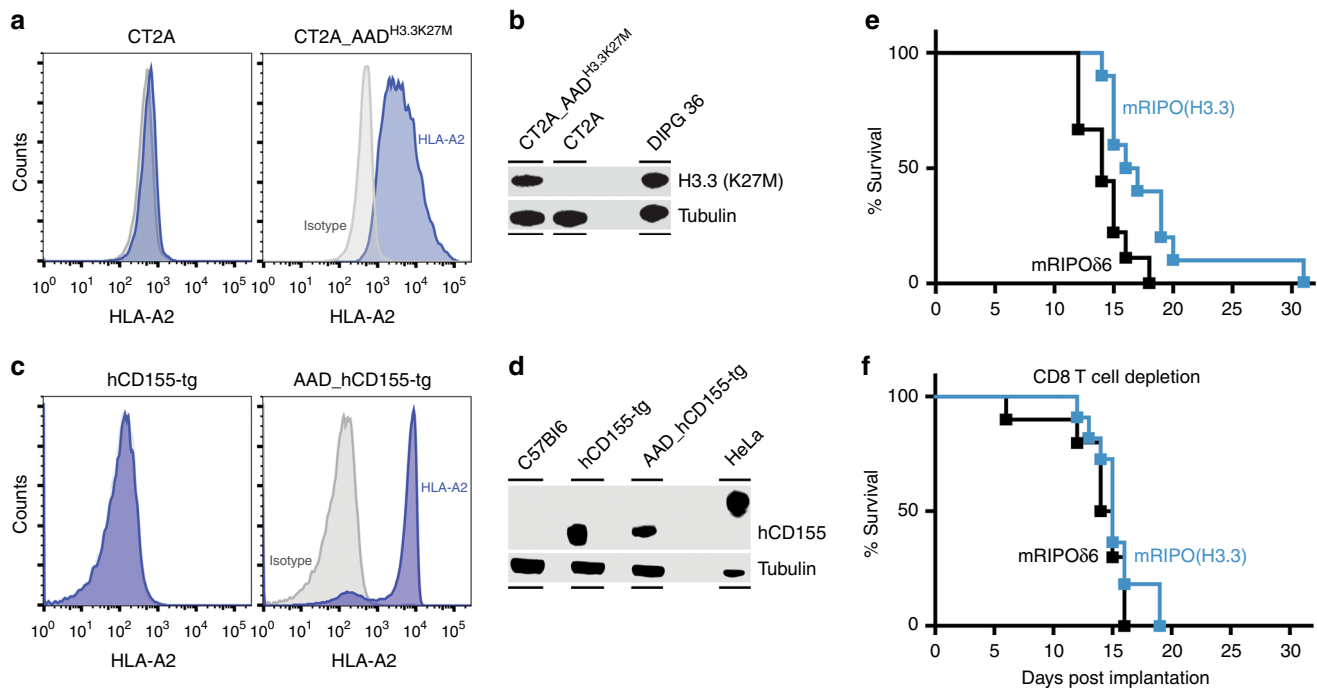 a
CT2A
CT2A_AAD^H3.3K27M
Counts
Isotype
HLA-A2
10^0 10^1 10^2 10^3 10^4 10^5
10^0 10^1 10^2 10^3 10^4 10^5
HLA-A2
HLA-A2
b
CT2A_AAD^H3.3K27M
CT2A
DIPG 36
H3.3 (K27M)
Tubulin
c
hCD155-tg
AAD_hCD155-tg
Counts
Isotype
HLA-A2
10^0 10^1 10^2 10^3 10^4 10^5
10^0 10^1 10^2 10^3 10^4 10^5
HLA-A2
HLA-A2
d
C57Bl6
hCD155-tg
AAD_hCD155-tg
HeLa
hCD155
Tubulin
e
% Survival
100
50
0
mRIPO(H3.3)
mRIPOδ6
0 5 10 15 20 25 30
f
CD8 T cell depletion
% Survival
100
50
0
mRIPOδ6
mRIPO(H3.3)
0 5 10 15 20 25 30
Days post implantation